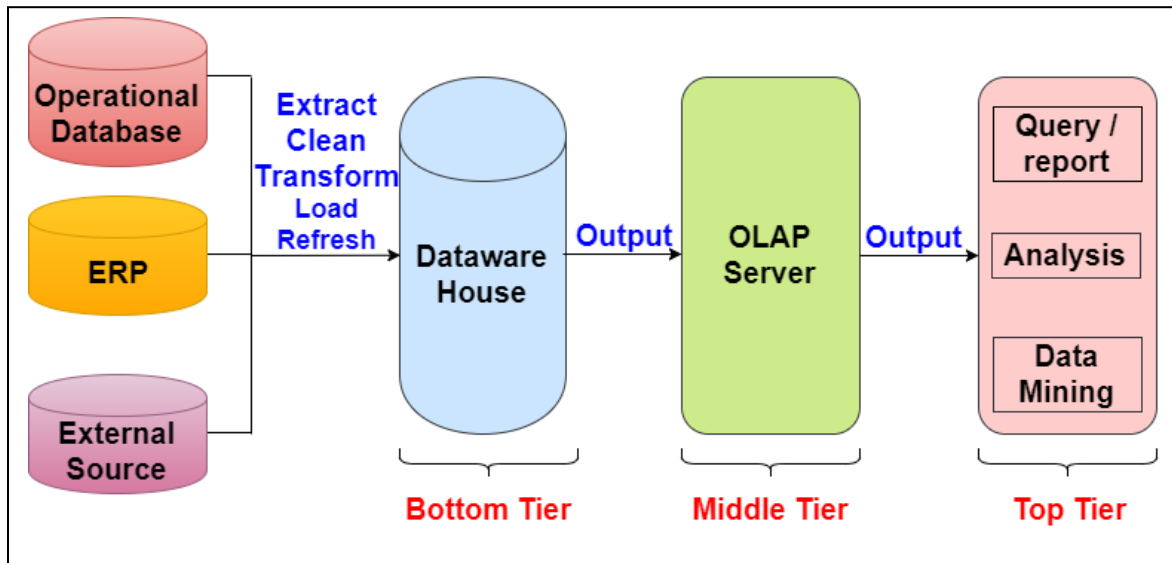 Operational
Database
ERP
External
Source
Extract
Clean
Transform
Load
Refresh
Dataware
House
Bottom Tier
Output
OLAP
Server
Middle Tier
Output
Query /
report
Analysis
Data
Mining
Top Tier